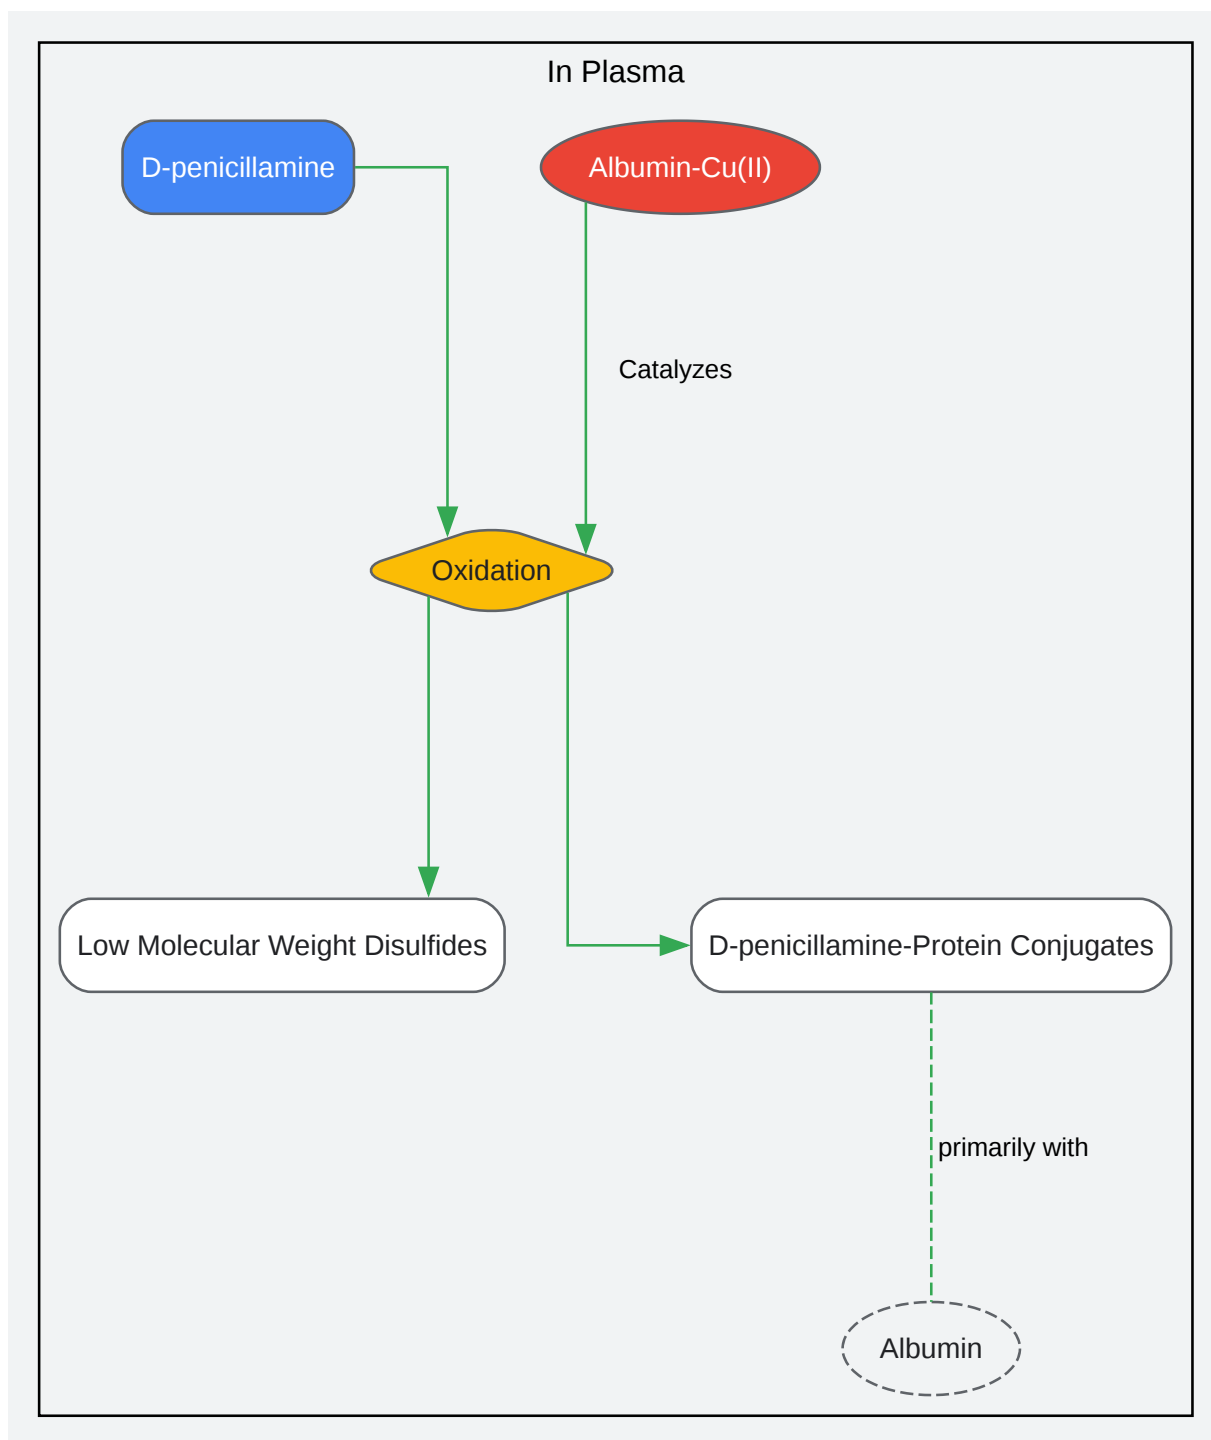 In Plasma
D-penicillamine
Albumin-Cu(II)
Catalyzes
Oxidation
Low Molecular Weight Disulfides
D-penicillamine-Protein Conjugates
primarily with
Albumin